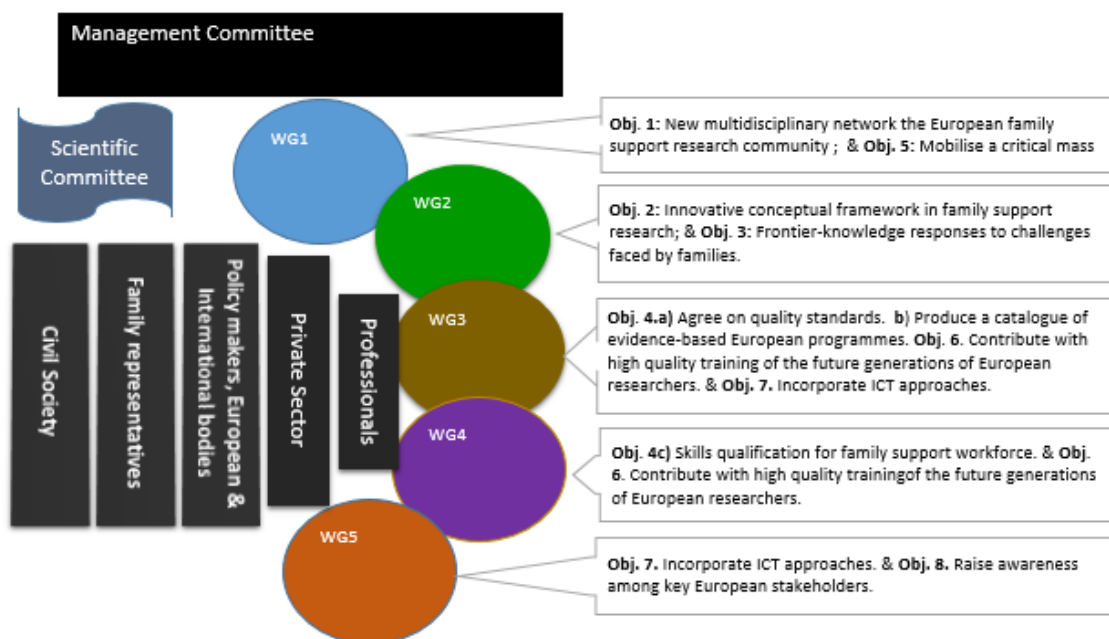 Management Committee
Scientific
Committee
WG1
Obj. 1: New multidisciplinary network the European family
support research community ;  & Obj. 5: Mobilise a critical mass
WG2
Obj. 2: Innovative conceptual framework in family support
research; & Obj. 3: Frontier-knowledge responses to challenges
faced by families.
Civil Society
Family representatives
Policy makers, European &
International bodies
Private Sector
Professionals
WG3
Obj. 4.a) Agree on quality standards.  b) Produce a catalogue of
evidence-based European programmes. Obj. 6. Contribute with
high quality training of the future generations of European
researchers. & Obj. 7. Incorporate ICT approaches.
WG4
Obj. 4c) Skills qualification for family support workforce. & Obj.
6. Contribute with high quality trainingof the future generations
of European researchers.
WG5
Obj. 7. Incorporate ICT approaches. & Obj. 8. Raise awareness
among key European stakeholders.